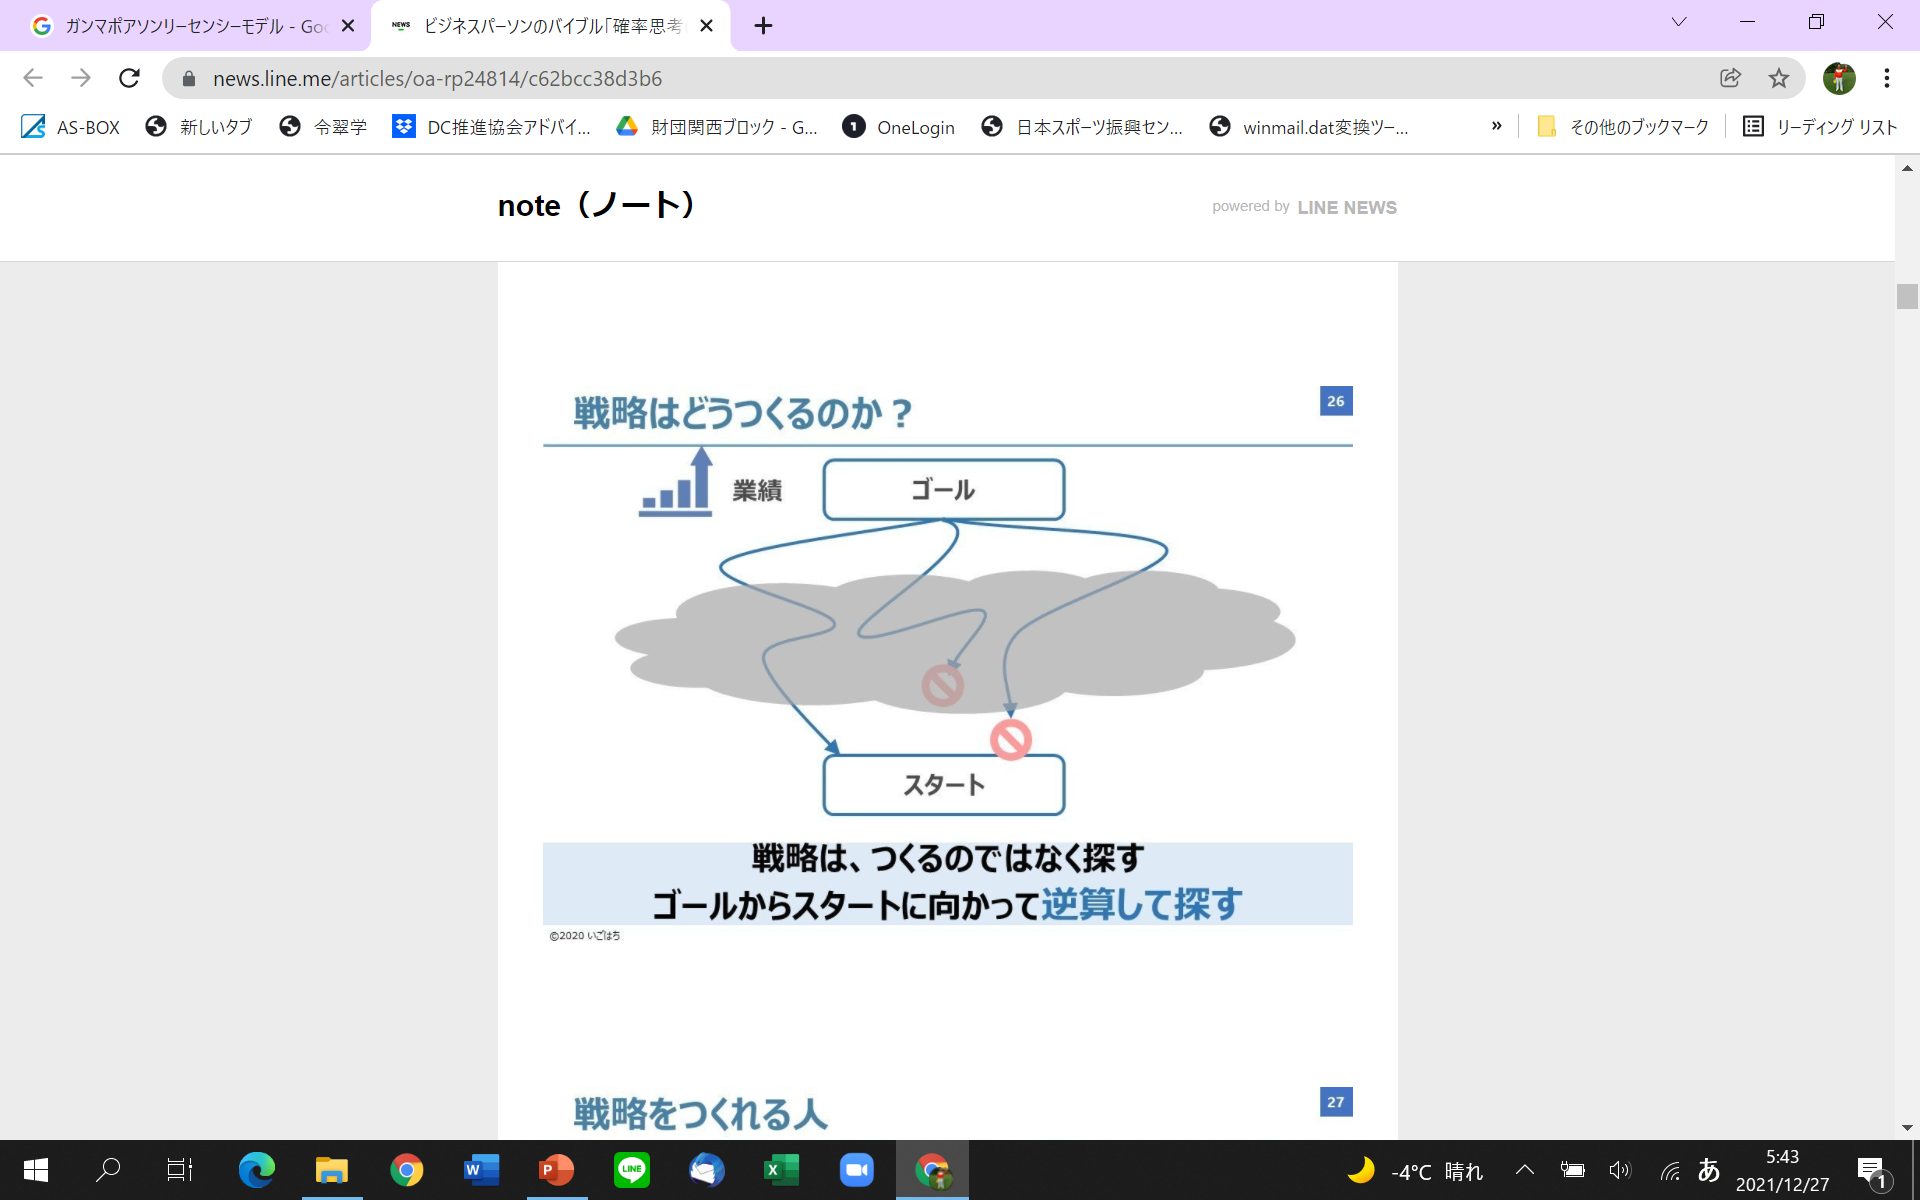 ガンマポアソンリーセンシーモデル - Goo
NEWS
ビジネスパーソンのバイブル「確率思考
news.line.me/articles/oa-rp24814/c62bcc38d3b6
AS-BOX
新しいタブ
令翠学
DC推進協会アドバイ...
財団関西ブロック - G...
1
OneLogin
日本スポーツ振興セン...
winmail.dat変換ツー...
»
その他のブックマーク
リーディング リスト
note（ノート）
powered by LINE NEWS
戦略はどうつくるのか？
26
業績
ゴール
スタート
戦略は、つくるのではなく探す
ゴールからスタートに向かって逆算して探す
©2020 いごはち
戦略をつくれる人
27
W
P
LINE
X
-4°C 晴れ
あ
5:43
2021/12/27
1